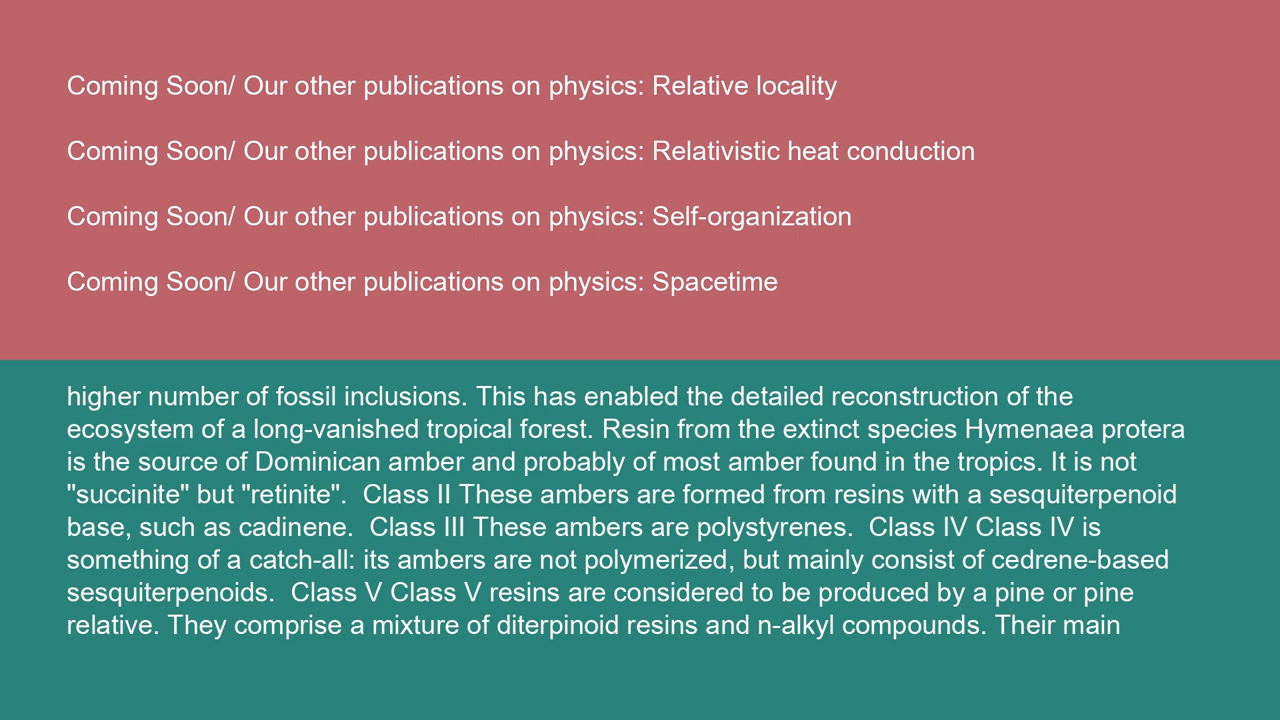 Coming Soon/ Our other publications on physics: Relative locality
Coming Soon/ Our other publications on physics: Relativistic heat conduction
Coming Soon/ Our other publications on physics: Self-organization
Coming Soon/ Our other publications on physics: Spacetime
higher number of fossil inclusions. This has enabled the detailed reconstruction of the
ecosystem of a long-vanished tropical forest. Resin from the extinct species Hymenaea protera
is the source of Dominican amber and probably of most amber found in the tropics. It is not
"succinite" but "retinite".  Class II These ambers are formed from resins with a sesquiterpenoid
base, such as cadinene.  Class III These ambers are polystyrenes.  Class IV Class IV is
something of a catch-all: its ambers are not polymerized, but mainly consist of cedrene-based
sesquiterpenoids.  Class V Class V resins are considered to be produced by a pine or pine
relative. They comprise a mixture of diterpinoid resins and n-alkyl compounds. Their main